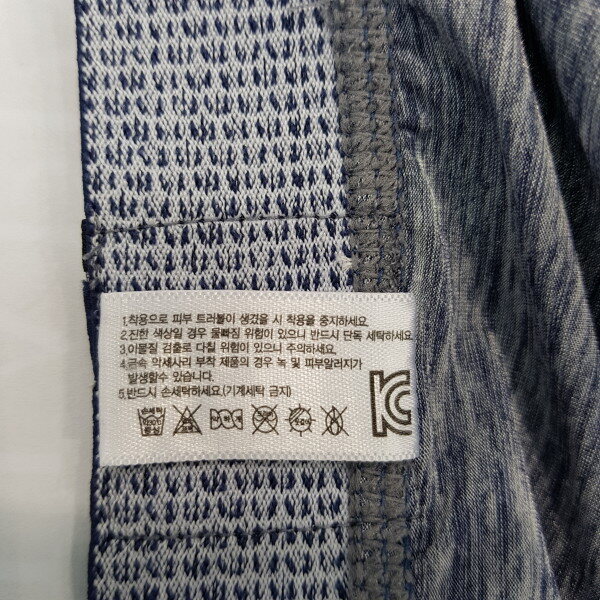 1.착용으로 피부 트러블이 생겼을 시 착용을 중지하세요.
2.진한 색상일 경우 물빠짐 위험이 있으니 반드시 단독 세탁하세요.
3.이물질 검출로 다칠 위험이 있으니 주의하세요.
4.금속 악세사리 부착 제품의 경우 녹 및 피부알러지가
발생할수 있습니다.
5.반드시 손세탁하세요.(기계세탁 금지)
손세탁